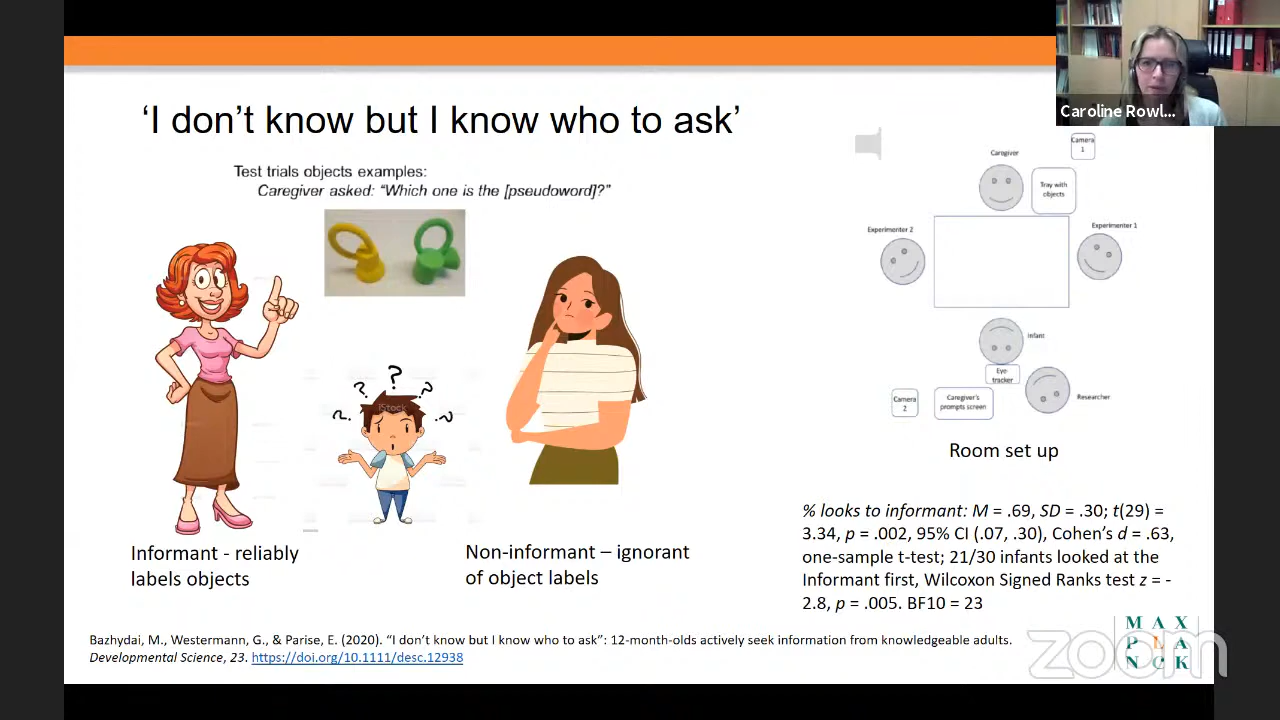 Caroline Rowl...
‘I don’t know but I know who to ask’
Test trials objects examples:
Caregiver asked: “Which one is the [pseudoword]?”
Camera
1
Caregiver
Tray with
objects
Experimenter 2
Experimenter 1
Infant
Eye-
tracker
Camera
2
Caregiver's
prompts screen
Researcher
Room set up
? ? ? ? ?
iStock
Informant - reliably
labels objects
Non-informant – ignorant
of object labels
% looks to informant: M = .69, SD = .30; t(29) =
3.34, p = .002, 95% CI (.07, .30), Cohen’s d = .63,
one-sample t-test; 21/30 infants looked at the
Informant first, Wilcoxon Signed Ranks test z = -
2.8, p = .005. BF10 = 23
Bazhydai, M., Westermann, G., & Parise, E. (2020). “I don’t know but I know who to ask”: 12-month-olds actively seek information from knowledgeable adults.
Developmental Science, 23. https://doi.org/10.1111/desc.12938
MAX
PLA
NCK
zoom